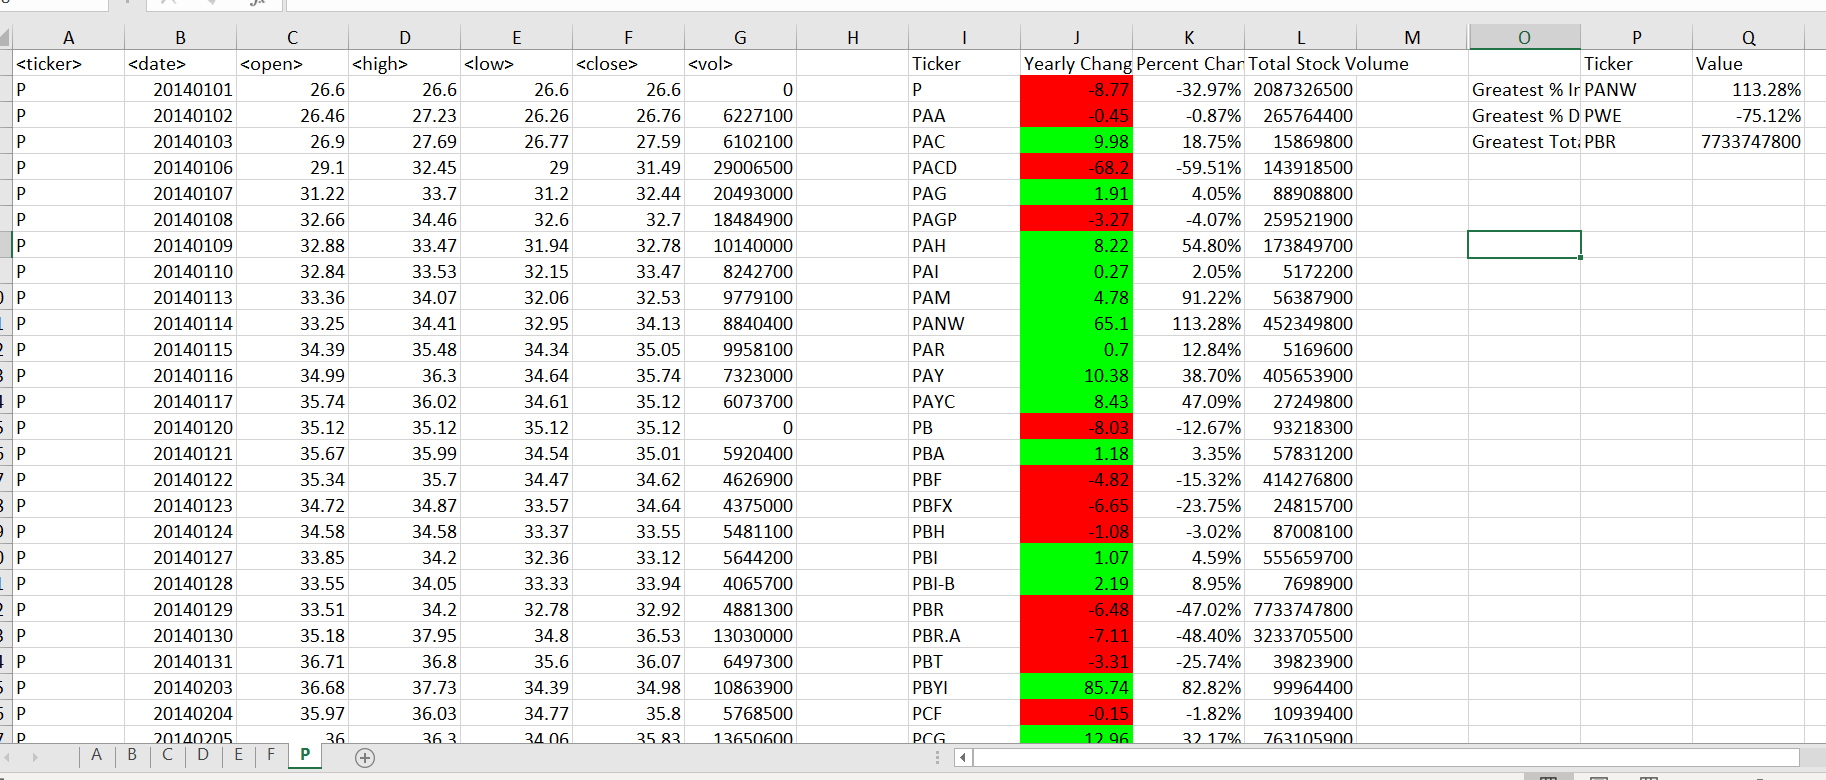 A B C D E F G H I J K L M O P Q
<ticker> <date> <open> <high> <low> <close> <vol> Ticker Yearly Chang Percent Char Total Stock Volume Ticker Value
P 20140101 26.6 26.6 26.6 26.6 0 P -8.77 -32.97% 2087326500 Greatest % Ir PANW 113.28%
P 20140102 26.46 27.23 26.26 26.76 6227100 PAA -0.45 -0.87% 265764400 Greatest % D PWE -75.12%
P 20140103 26.9 27.69 26.77 27.59 6102100 PAC 9.98 18.75% 15869800 Greatest Tota PBR 7733747800
P 20140106 29.1 32.45 29 31.49 29006500 PACD -68.2 -59.51% 143918500
P 20140107 31.22 33.7 31.2 32.44 20493000 PAG 1.91 4.05% 88908800
P 20140108 32.66 34.46 32.6 32.7 18484900 PAGP -3.27 -4.07% 259521900
P 20140109 32.88 33.47 31.94 32.78 10140000 PAH 8.22 54.80% 173849700
P 20140110 32.84 33.53 32.15 33.47 8242700 PAI 0.27 2.05% 5172200
P 20140113 33.36 34.07 32.06 32.53 9779100 PAM 4.78 91.22% 56387900
P 20140114 33.25 34.41 32.95 34.13 8840400 PANW 65.1 113.28% 452349800
P 20140115 34.39 35.48 34.34 35.05 9958100 PAR 0.7 12.84% 5169600
P 20140116 34.99 36.3 34.64 35.74 7323000 PAY 10.38 38.70% 405653900
P 20140117 35.74 36.02 34.61 35.12 6073700 PAYC 8.43 47.09% 27249800
P 20140120 35.12 35.12 35.12 35.12 0 PB -8.03 -12.67% 93218300
P 20140121 35.67 35.99 34.54 35.01 5920400 PBA 1.18 3.35% 57831200
P 20140122 35.34 35.7 34.47 34.62 4626900 PBF -4.82 -15.32% 414276800
P 20140123 34.72 34.87 33.57 34.64 4375000 PBFX -6.65 -23.75% 24815700
P 20140124 34.58 34.58 33.37 33.55 5481100 PBH -1.08 -3.02% 87008100
P 20140127 33.85 34.2 32.36 33.12 5644200 PBI 1.07 4.59% 555659700
P 20140128 33.55 34.05 33.33 33.94 4065700 PBI-B 2.19 8.95% 7698900
P 20140129 33.51 34.2 32.78 32.92 4881300 PBR -6.48 -47.02% 7733747800
P 20140130 35.18 37.95 34.8 36.53 13030000 PBR.A -7.11 -48.40% 3233705500
P 20140131 36.71 36.8 35.6 36.07 6497300 PBT -3.31 -25.74% 39823900
P 20140203 36.68 37.73 34.39 34.98 10863900 PBYI 85.74 82.82% 99964400
P 20140204 35.97 36.03 34.77 35.8 5768500 PCF -0.15 -1.82% 10939400
P 20140205 36 36.3 34.06 35.83 13650600 PCG 12.96 32.17% 763105900
A B C D E F P